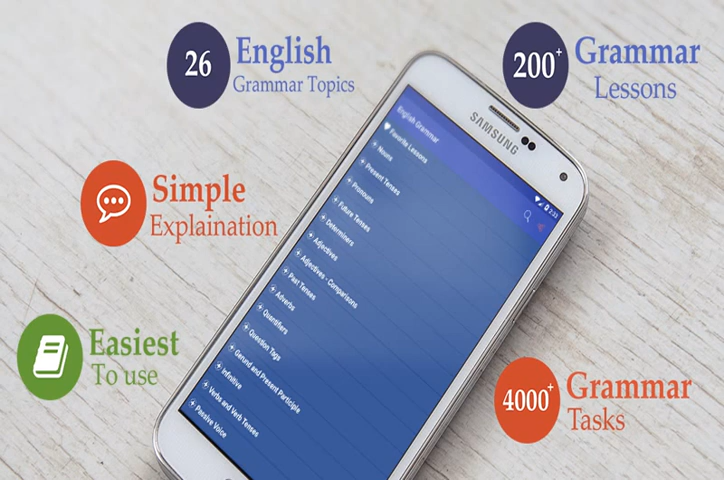 26
English
Grammar Topics
200+
Grammar
Lessons
SAMSUNG
2:33
English Grammar
Favorite Lessons
Nouns
Present Tenses
Pronouns
Future Tenses
Determiners
Adjectives
Adjectives - Comparisons
Past Tenses
Adverbs
Quantifiers
Question Tags
Gerund and Present Participle
Infinitive
Verbs and Verb Tenses
Passive Voice
Simple
Explaination
Easiest
To use
4000+
Grammar
Tasks